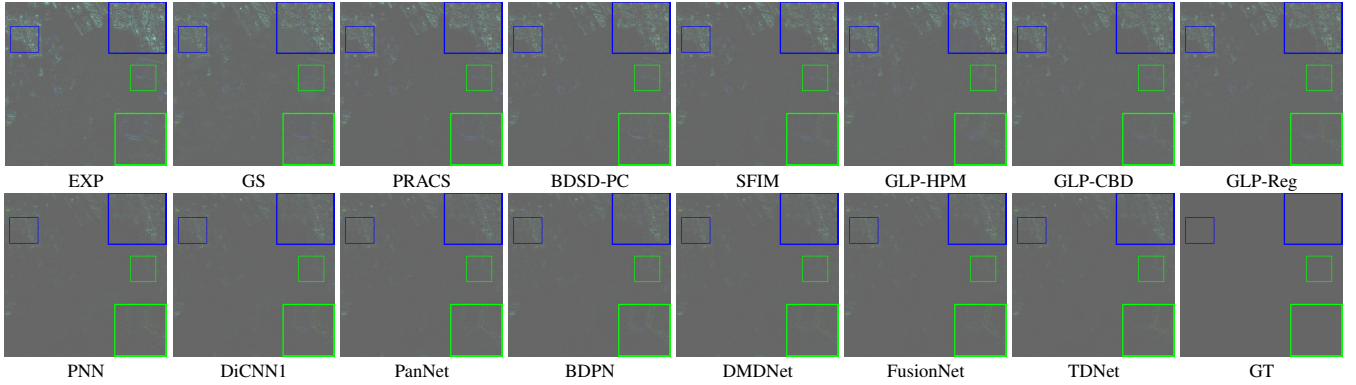 EXP GS PRACS BDSD-PC SFIM GLP-HPM GLP-CBD GLP-Reg
PNN DiCNN1 PanNet BDPN DMDNet FusionNet TDNet GT